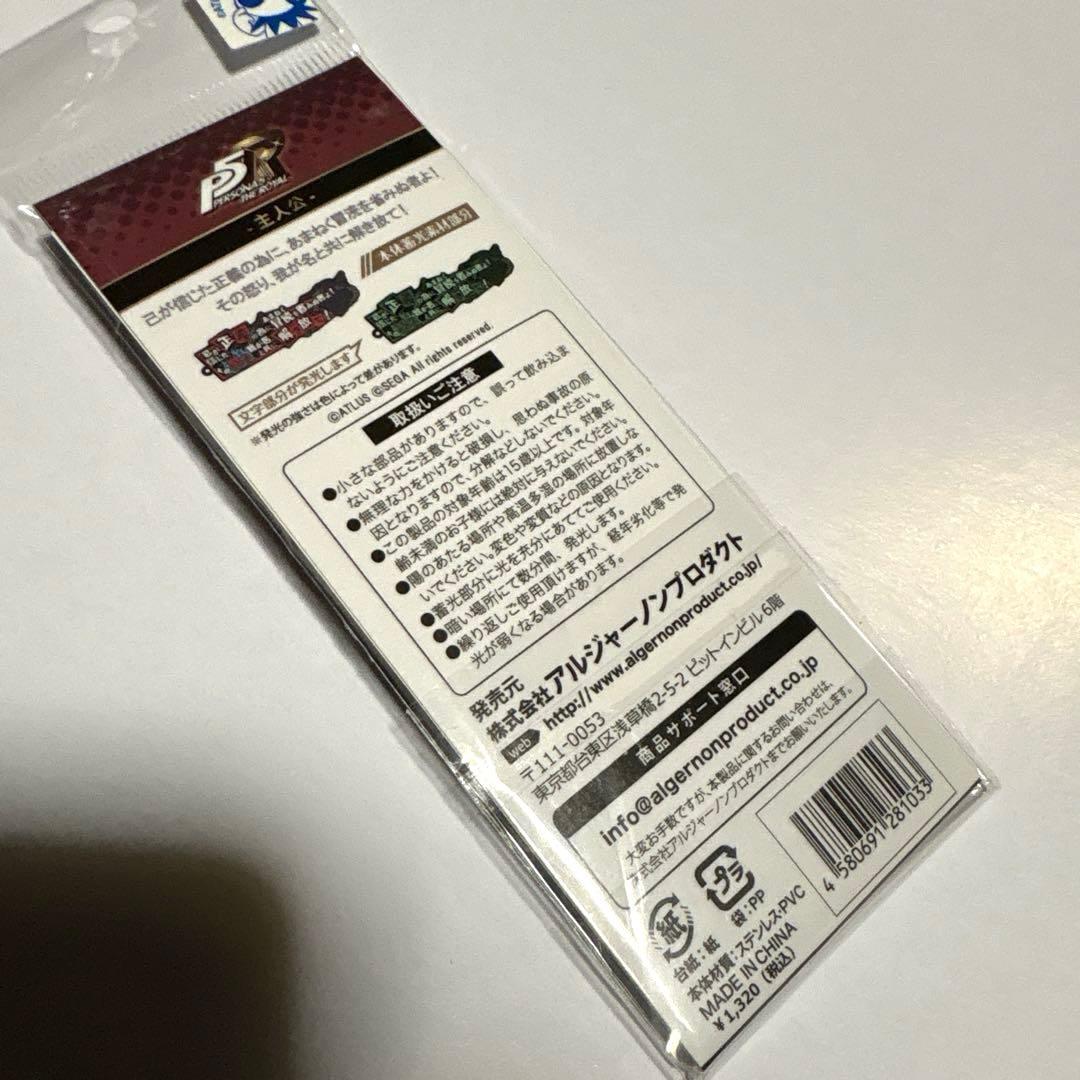 P5R
PERSONA5
THE ROYAL
- 主人公 -
己が信じた正義の為に、あまねく冒涜を省みぬ者よ!
その怒り、我が名と共に解き放て!
本体蓄光素材部分
文字部分が発光します
※発光の強さは色によって差があります。
©ATLUS ©SEGA All rights reserved.
取扱いご注意
●小さな部品がありますので、誤って飲み込ま
ないようにご注意ください。
●無理な力をかけると破損し、思わぬ事故の原
因となりますので、分解などしないでください。
●この製品の対象年齢は15歳以上です。対象年
齢未満のお子様には絶対に与えないでください。
●陽のあたる場所や高温多湿の場所に放置しな
いでください。変色や変質などの原因となります。
●蓄光部分に光を充分にあててご使用ください。
●暗い場所にて数分間、発光します。
●繰り返しご使用頂けますが、経年劣化等で発
光が弱くなる場合があります。
発売元
株式会社アルジャーノンプロダクト
web http://www.algernonproduct.co.jp/
〒111-0053
東京都台東区浅草橋2-5-2 ビットインビル 6階
商品サポート窓口
info@algernonproduct.co.jp
大変お手数ですが、本製品に関するお問い合わせは、
式会社アルジャーノンプロダクトまでお願いいたします。
紙
プラ
台紙:紙 袋:PP
本体材質:ステンレス・PVC
MADE IN CHINA
¥1,320(税込)
4 580691 281033